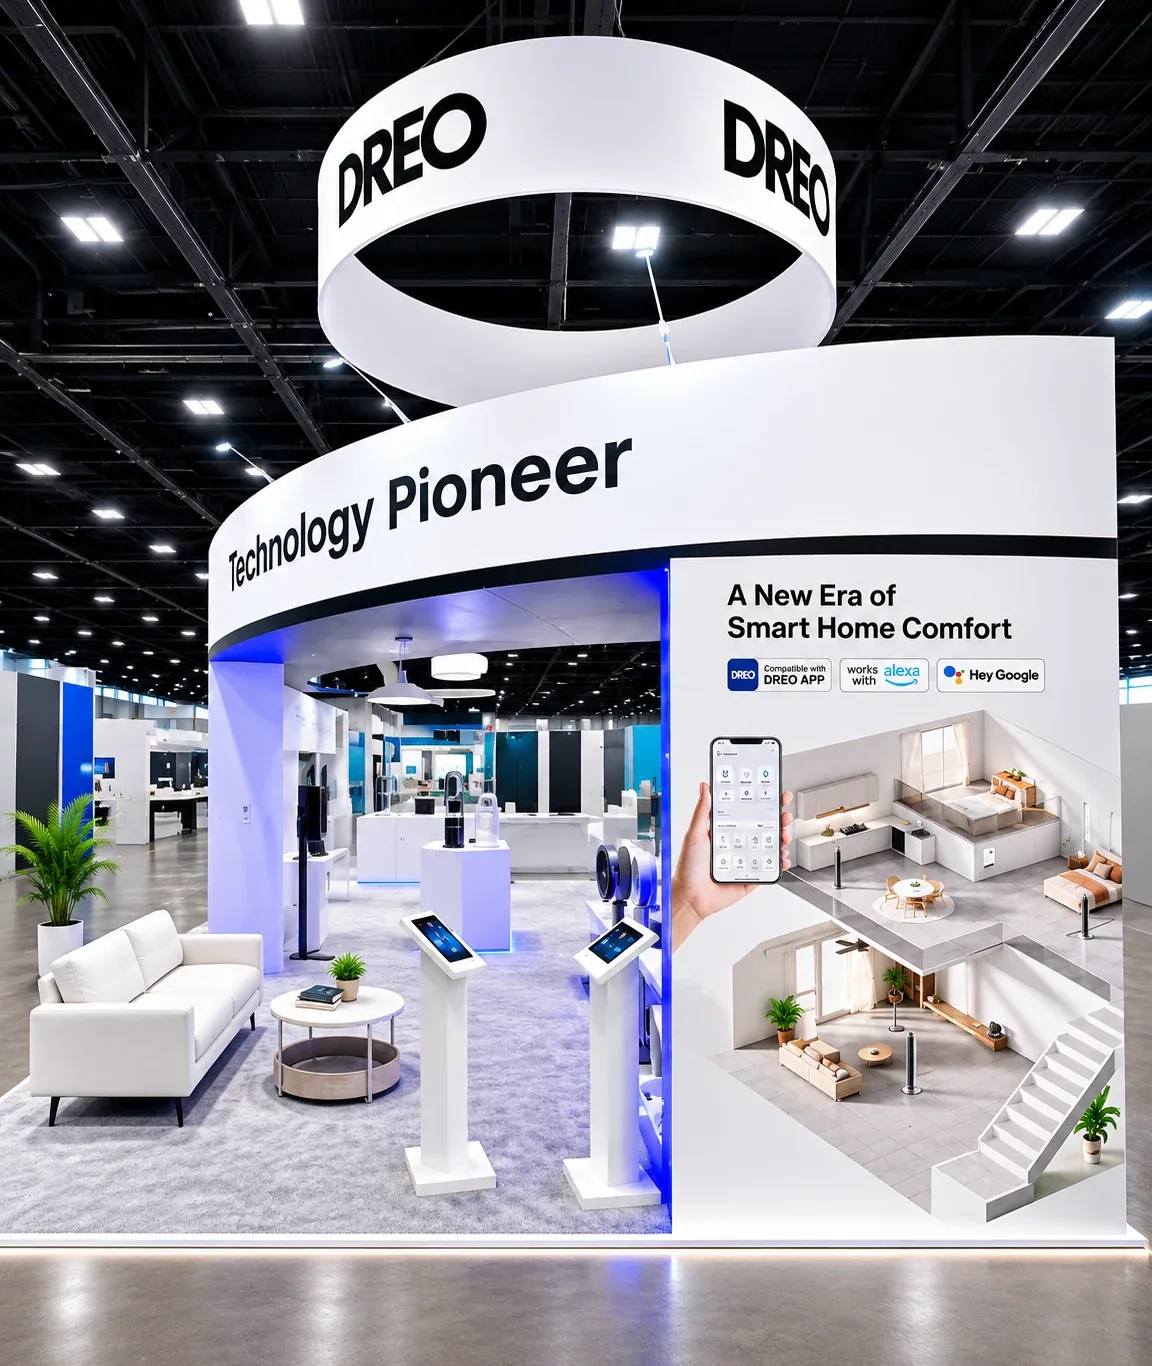 DREO
DREO
Technology Pioneer
A New Era of
Smart Home Comfort
DREO
Compatible with
DREO APP
works
with
alexa
Hey Google